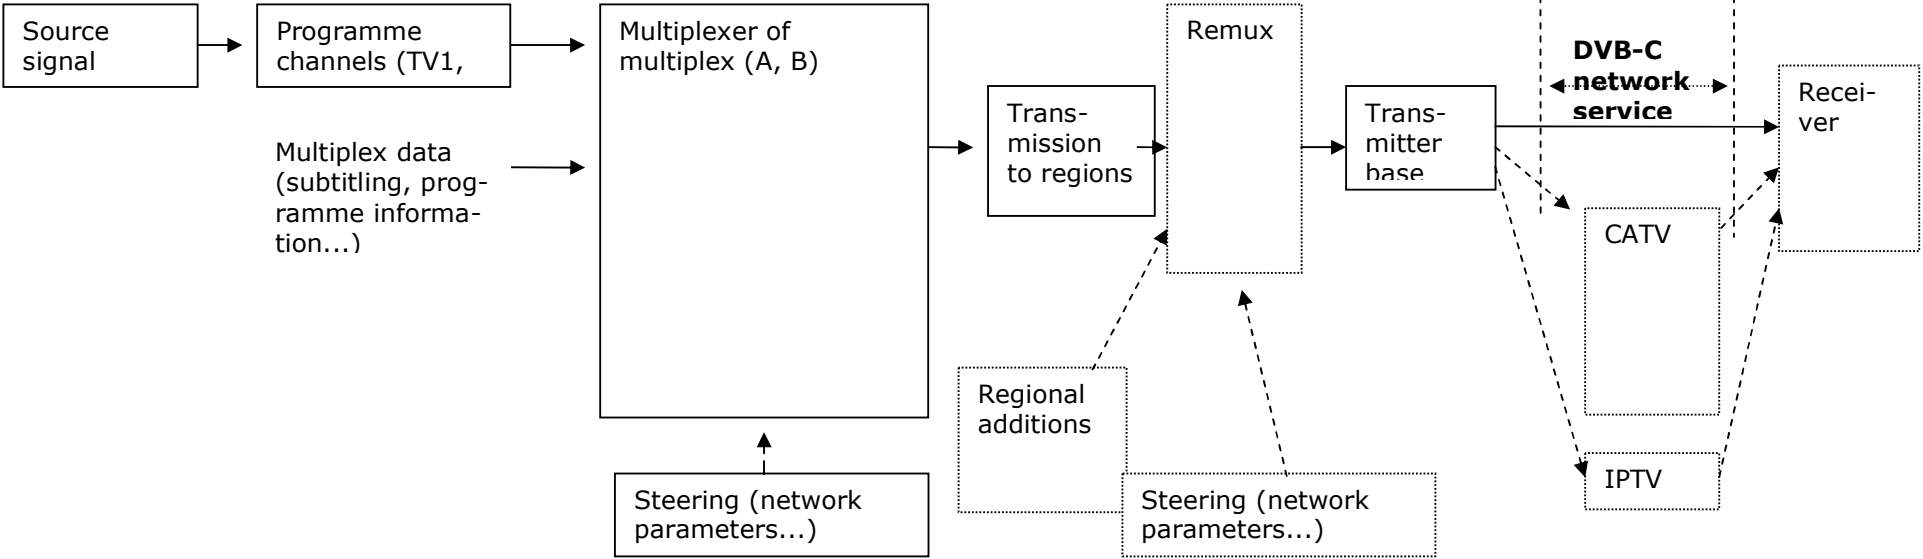 Source
signal
Programme
channels (TV1,
Multiplex data
(subtitling, prog-
ramme informa-
tion...)
Multiplexer of
multiplex (A, B)
Steering (network
parameters...)
Trans-
mission
to regions
Regional
additions
Remux
Steering (network
parameters...)
Trans-
mitter
base
DVB-C
network
service
CATV
IPTV
Recei-
ver